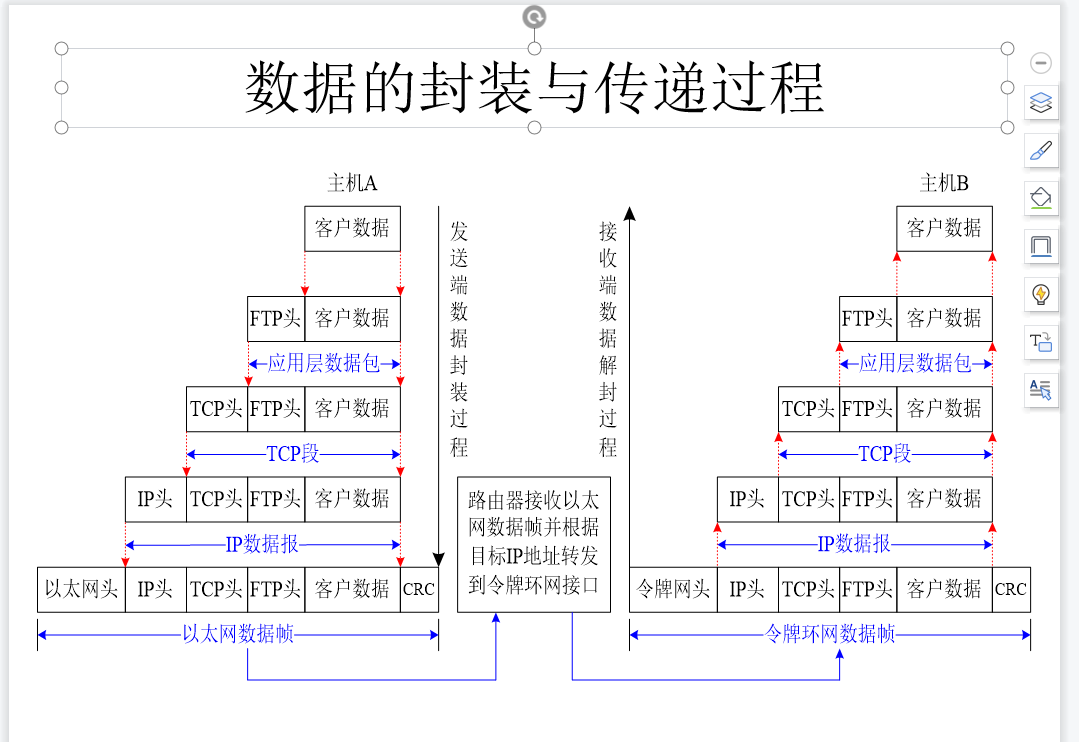 数据的封装与传递过程
主机A
客户数据
FTP头 客户数据
应用层数据包
TCP头 FTP头 客户数据
TCP段
IP头 TCP头 FTP头 客户数据
IP数据报
以太网头 IP头 TCP头 FTP头 客户数据 CRC
以太网数据帧
发送端数据封装过程
路由器接收以太
网数据帧并根据
目标IP地址转发
到令牌环网接口
接收端数据解封过程
主机B
客户数据
FTP头 客户数据
应用层数据包
TCP头 FTP头 客户数据
TCP段
IP头 TCP头 FTP头 客户数据
IP数据报
令牌网头 IP头 TCP头 FTP头 客户数据 CRC
令牌环网数据帧